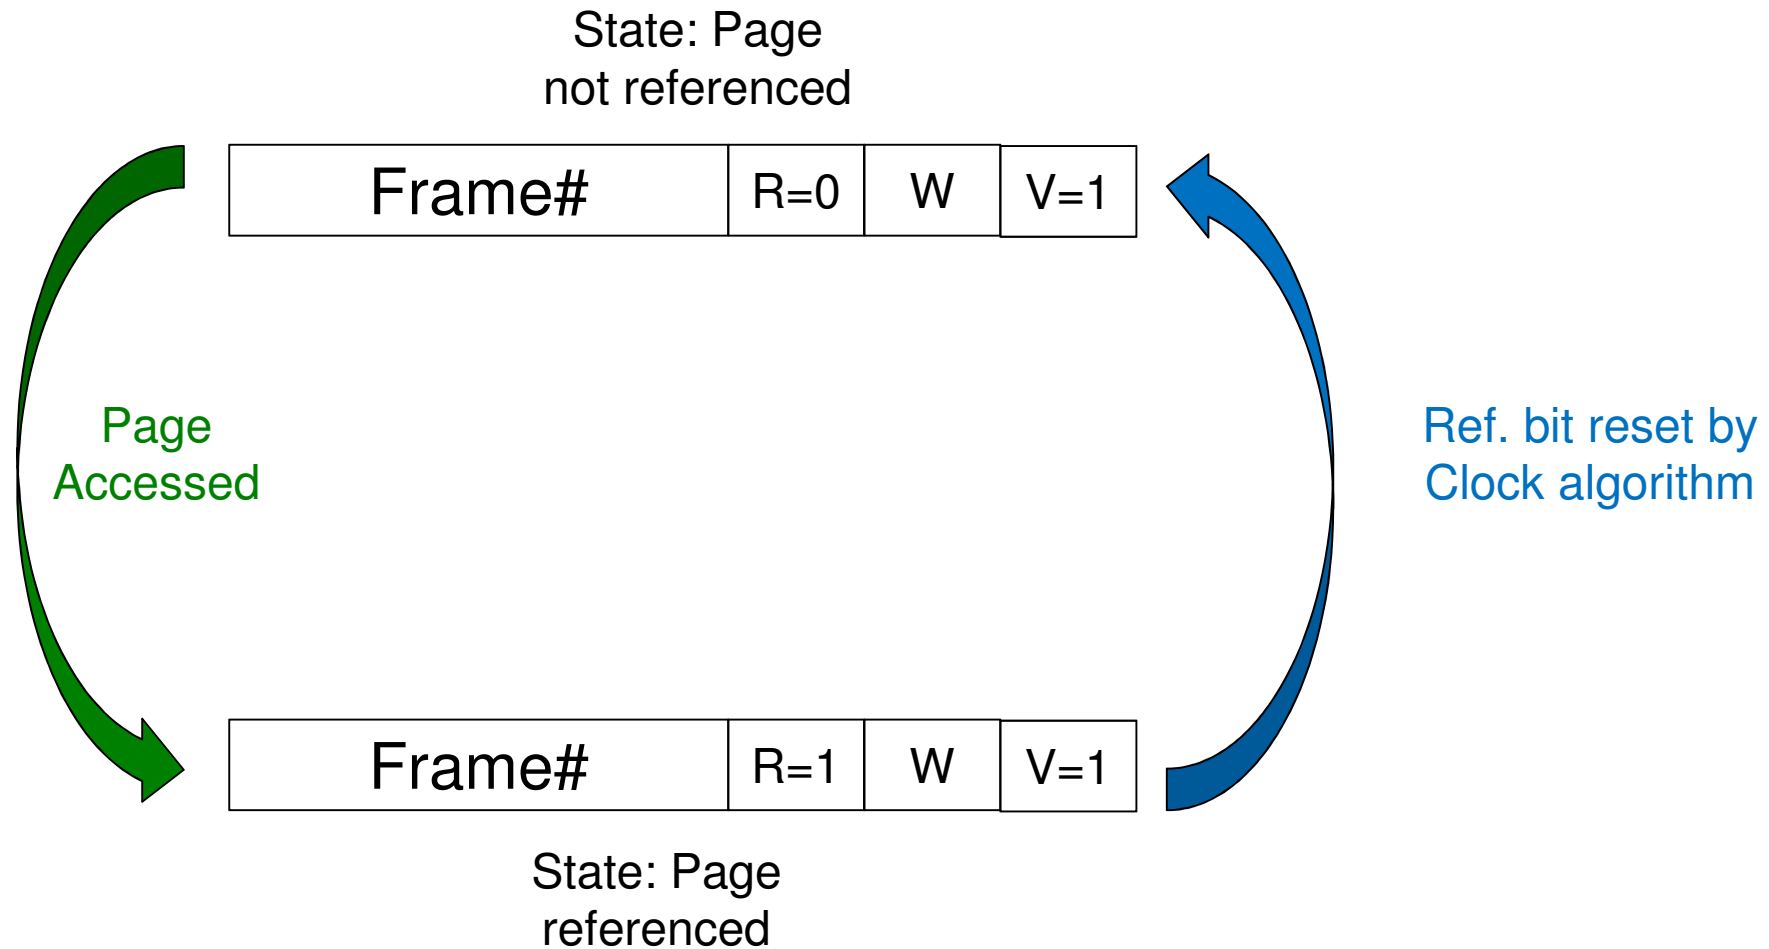 State: Page
not referenced
Frame# R=0 W V=1
Page
Accessed
Ref. bit reset by
Clock algorithm
Frame# R=1 W V=1
State: Page
referenced